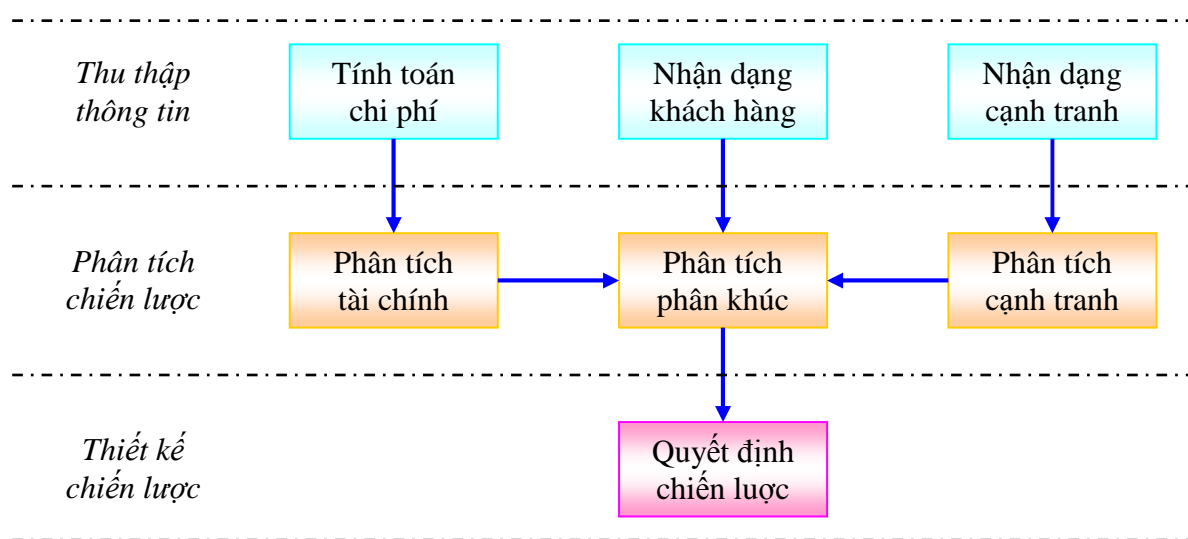 Thu thập
thông tin
Tính toán
chi phí
Nhận dạng
khách hàng
Nhận dạng
cạnh tranh
Phân tích
chiến lược
Phân tích
tài chính
Phân tích
phân khúc
Phân tích
cạnh tranh
Thiết kế
chiến lược
Quyết định
chiến luợc